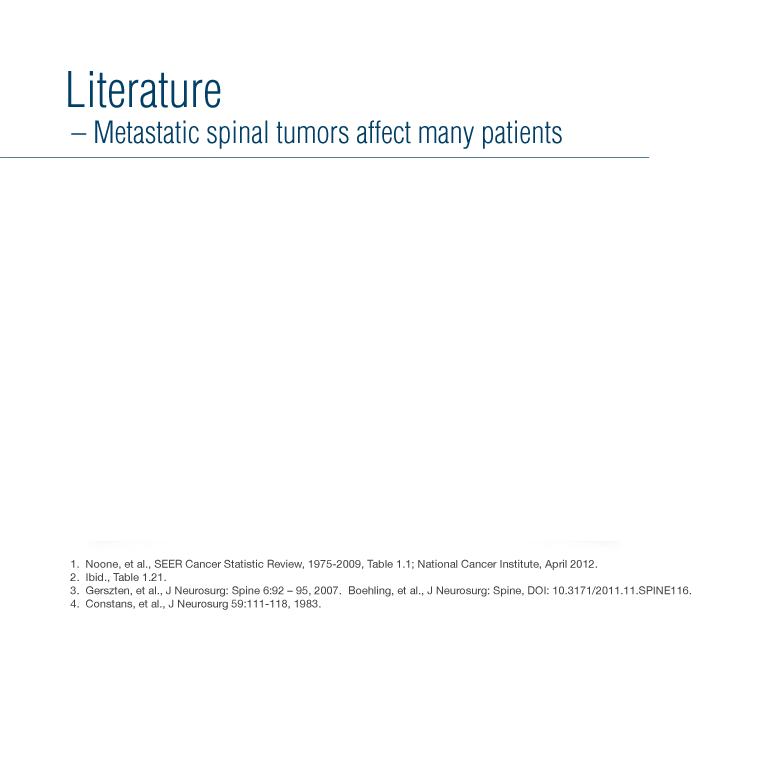 Literature
– Metastatic spinal tumors affect many patients
1. Noone, et al., SEER Cancer Statistic Review, 1975-2009, Table 1.1; National Cancer Institute, April 2012.
2. Ibid., Table 1.21.
3. Gerszten, et al., J Neurosurg: Spine 6:92 – 95, 2007. Boehling, et al., J Neurosurg: Spine, DOI: 10.3171/2011.11.SPINE116.
4. Constans, et al., J Neurosurg 59:111-118, 1983.